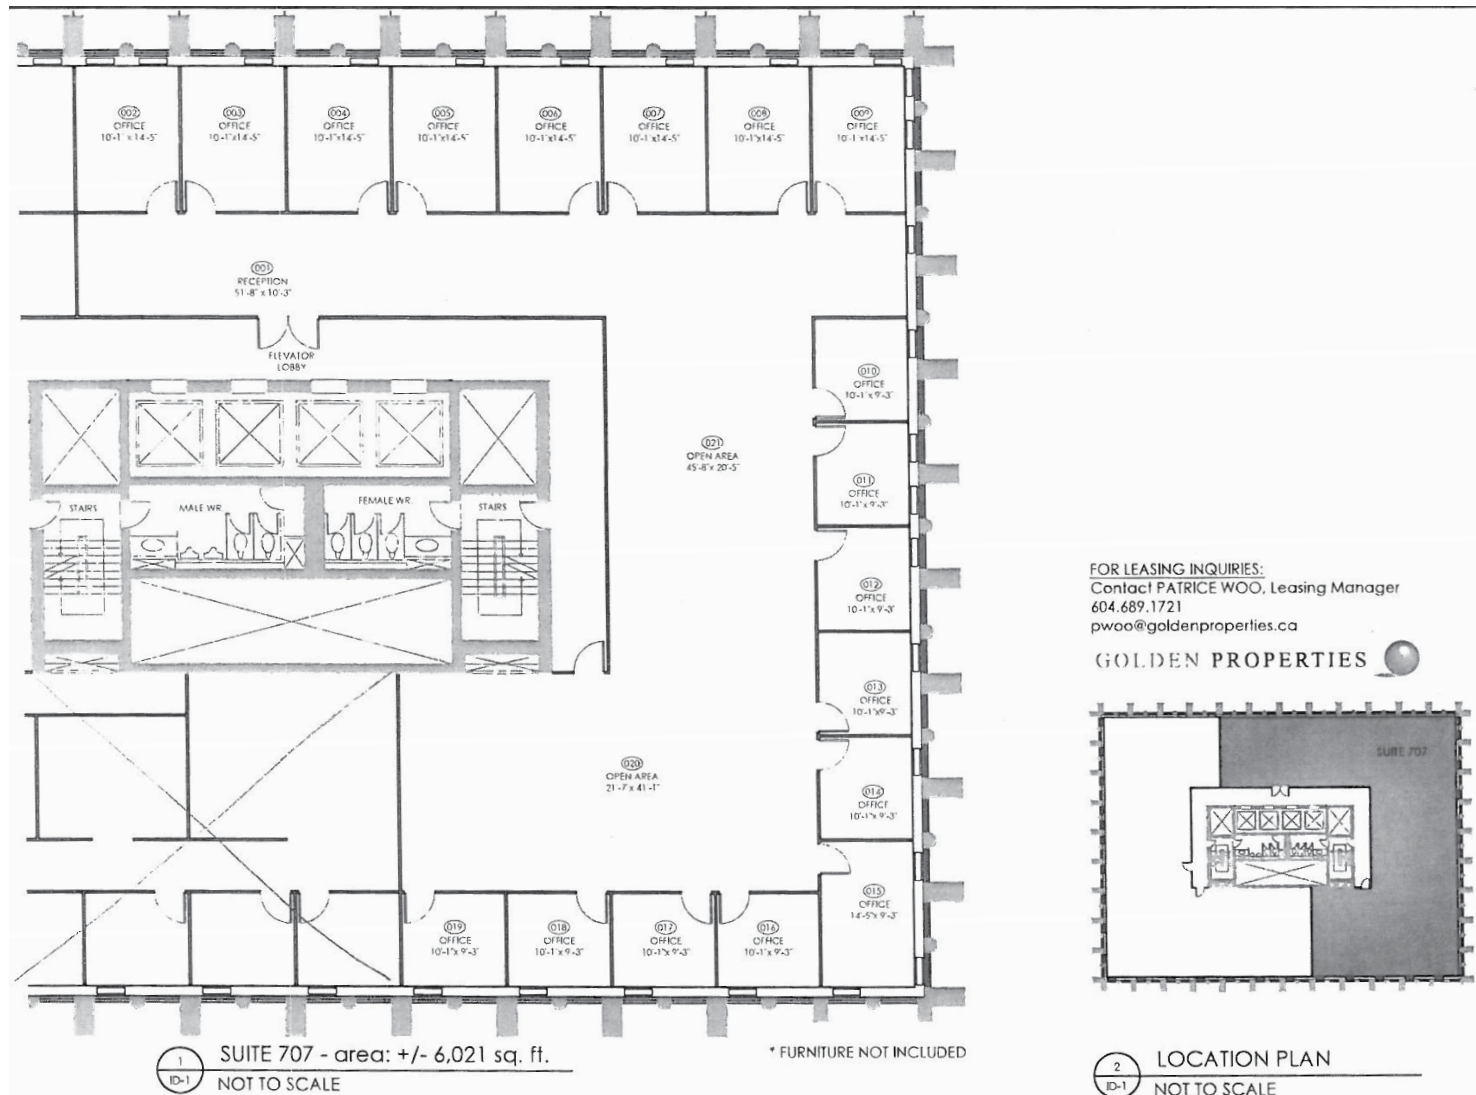 002
OFFICE
10'-1" x 14'-5"
003
OFFICE
10'-1"x14'-5"
004
OFFICE
10'-1"x14'-5"
005
OFFICE
10'-1"x14'-5"
006
OFFICE
10'-1"x14'-5"
007
OFFICE
10'-1"x14'-5"
008
OFFICE
10'-1"x14'-5"
009
OFFICE
10'-1"x14'-5"
001
RECEPTION
51'-8" x 10'-3"
ELEVATOR
LOBBY
010
OFFICE
10'-1"x 9'-3"
021
OPEN AREA
45'-8"x 20'-5"
011
OFFICE
10'-1"x 9'-3"
STAIRS
MALE WR
FEMALE WR.
STAIRS
012
OFFICE
10'-1"x 9'-3"
013
OFFICE
10'-1"x9'-3"
020
OPEN AREA
21'-7"x 41'-1"
014
OFFICE
10'-1"x 9'-3"
015
OFFICE
14'-5"x 9'-3"
019
OFFICE
10'-1"x 9'-3"
018
OFFICE
10'-1"x 9'-3"
017
OFFICE
10'-1"x 9'-3"
016
OFFICE
10'-1"x 9'-3"
1
ID-1
SUITE 707 - area: +/- 6,021 sq. ft.
NOT TO SCALE
* FURNITURE NOT INCLUDED
FOR LEASING INQUIRIES:
Contact PATRICE WOO, Leasing Manager
604.689.1721
pwoo@goldenproperties.ca
GOLDEN PROPERTIES
SUITE 707
2
ID-1
LOCATION PLAN
NOT TO SCALE